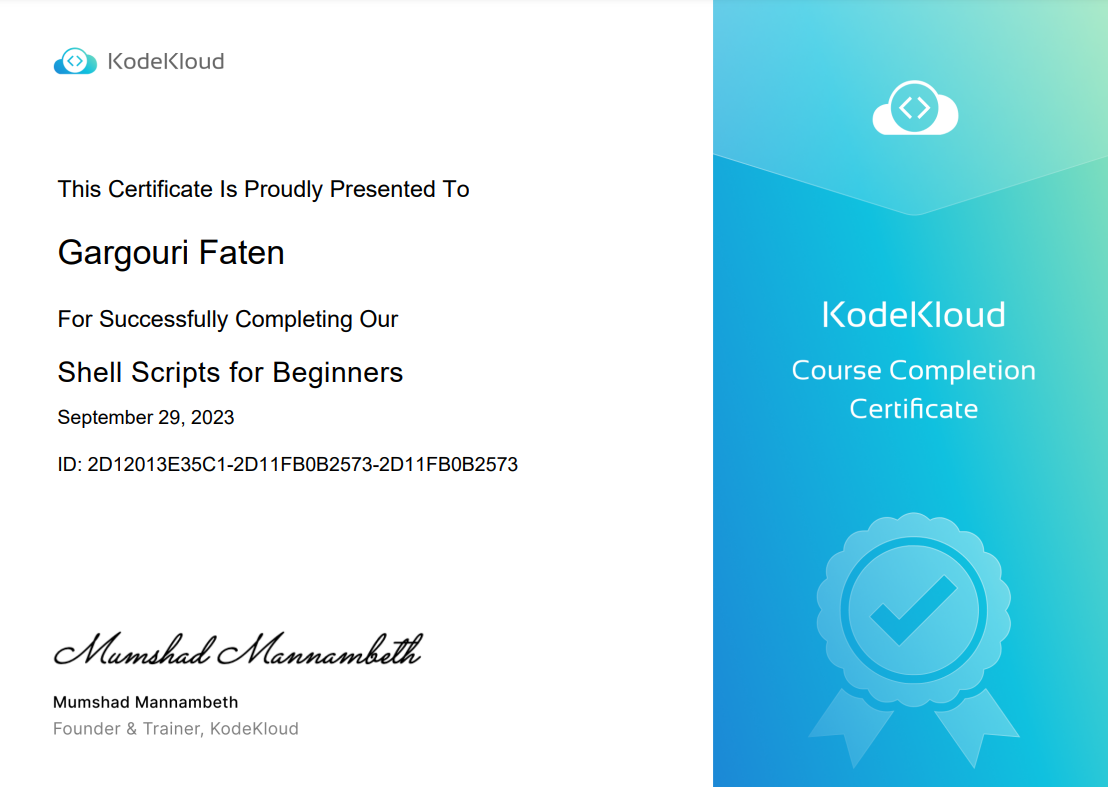 KodeKloud
This Certificate Is Proudly Presented To
Gargouri Faten
For Successfully Completing Our
Shell Scripts for Beginners
September 29, 2023
ID: 2D12013E35C1-2D11FB0B2573-2D11FB0B2573
Mumshad Mannambeth
Mumshad Mannambeth
Founder & Trainer, KodeKloud
KodeKloud
Course Completion
Certificate